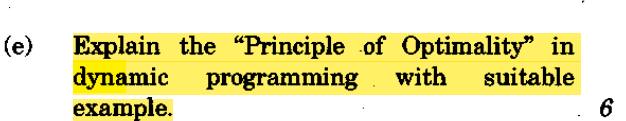 (e) Explain the “Principle of Optimality” in
dynamic programming with suitable
example. 6